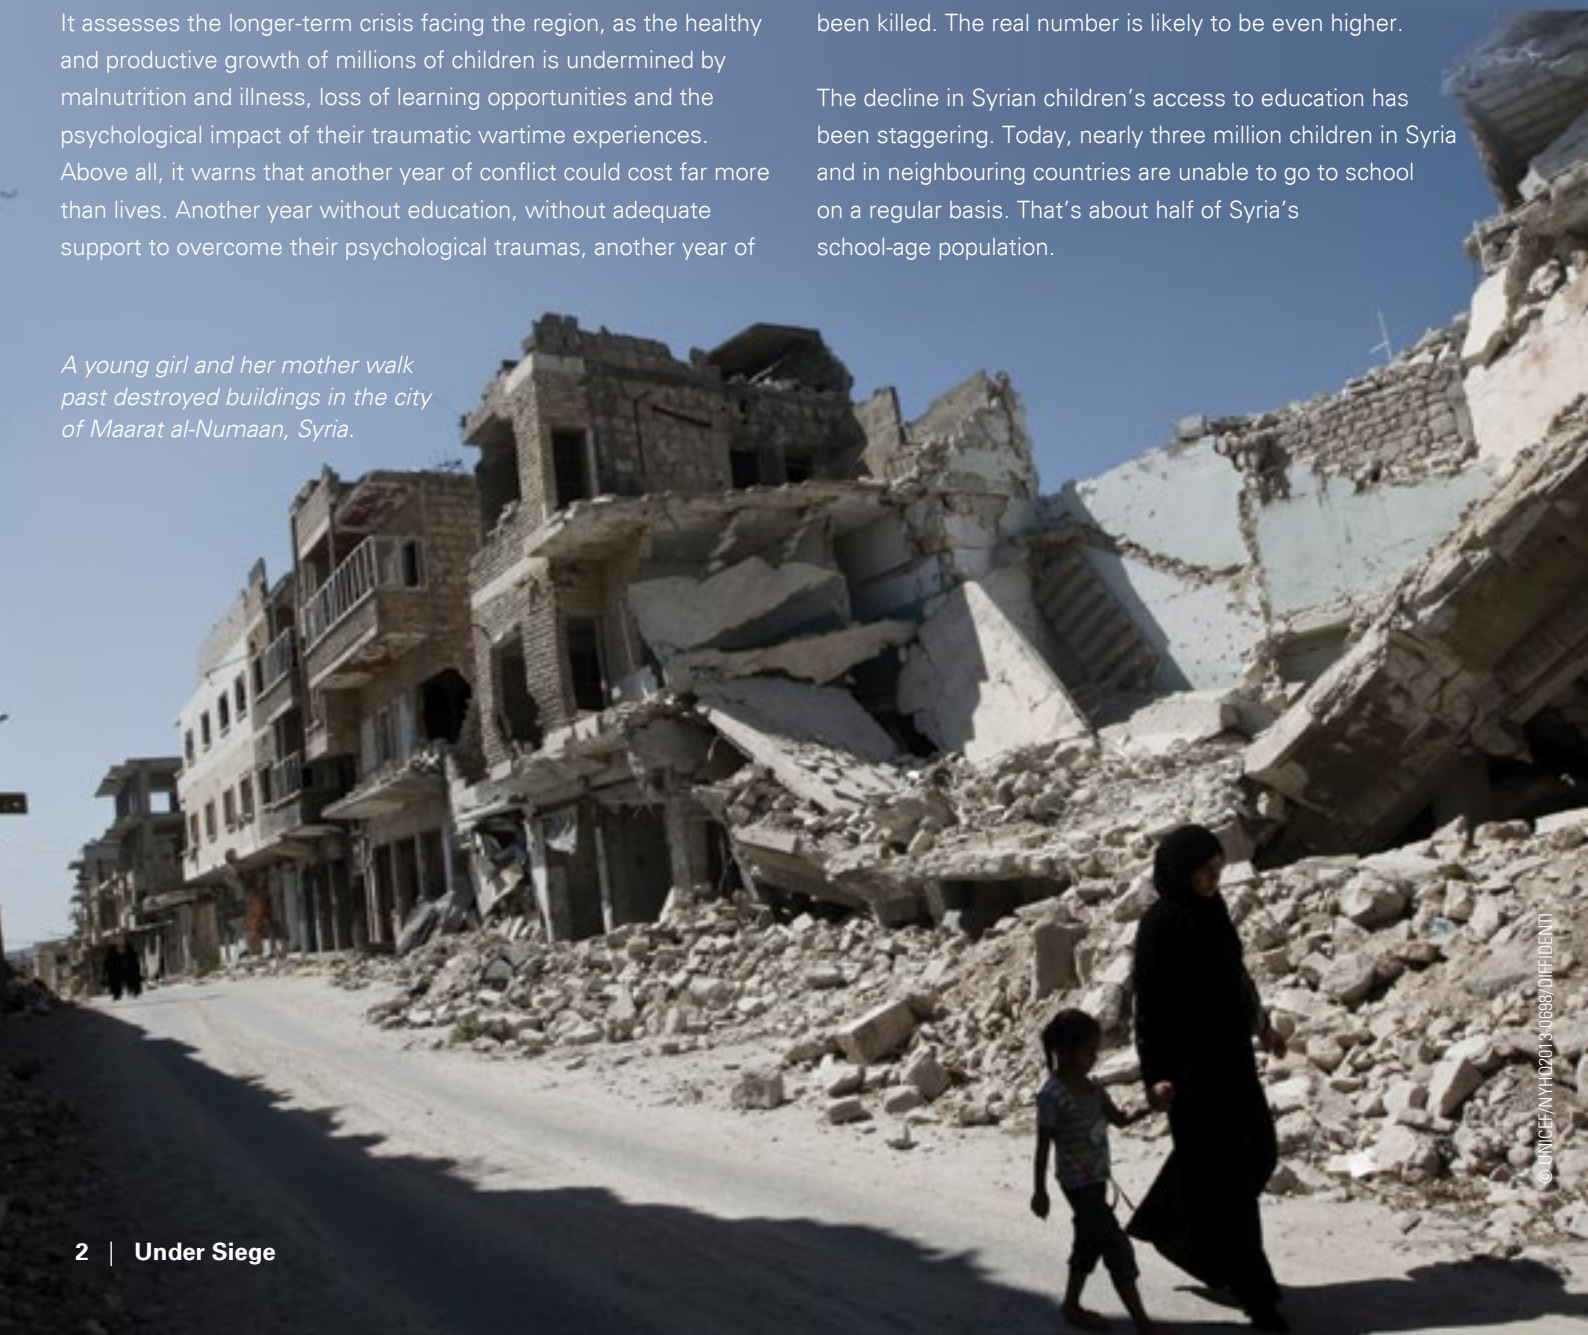 It assesses the longer-term crisis facing the region, as the healthy
and productive growth of millions of children is undermined by
malnutrition and illness, loss of learning opportunities and the
psychological impact of their traumatic wartime experiences.
Above all, it warns that another year of conflict could cost far more
than lives. Another year without education, without adequate
support to overcome their psychological traumas, another year of
been killed. The real number is likely to be even higher.
The decline in Syrian children’s access to education has
been staggering. Today, nearly three million children in Syria
and in neighbouring countries are unable to go to school
on a regular basis. That’s about half of Syria’s
school-age population.
A young girl and her mother walk
past destroyed buildings in the city
of Maarat al-Numaan, Syria.
© UNICEF/NYHQ2013-0698/DIFFIDENTI
2 | Under Siege